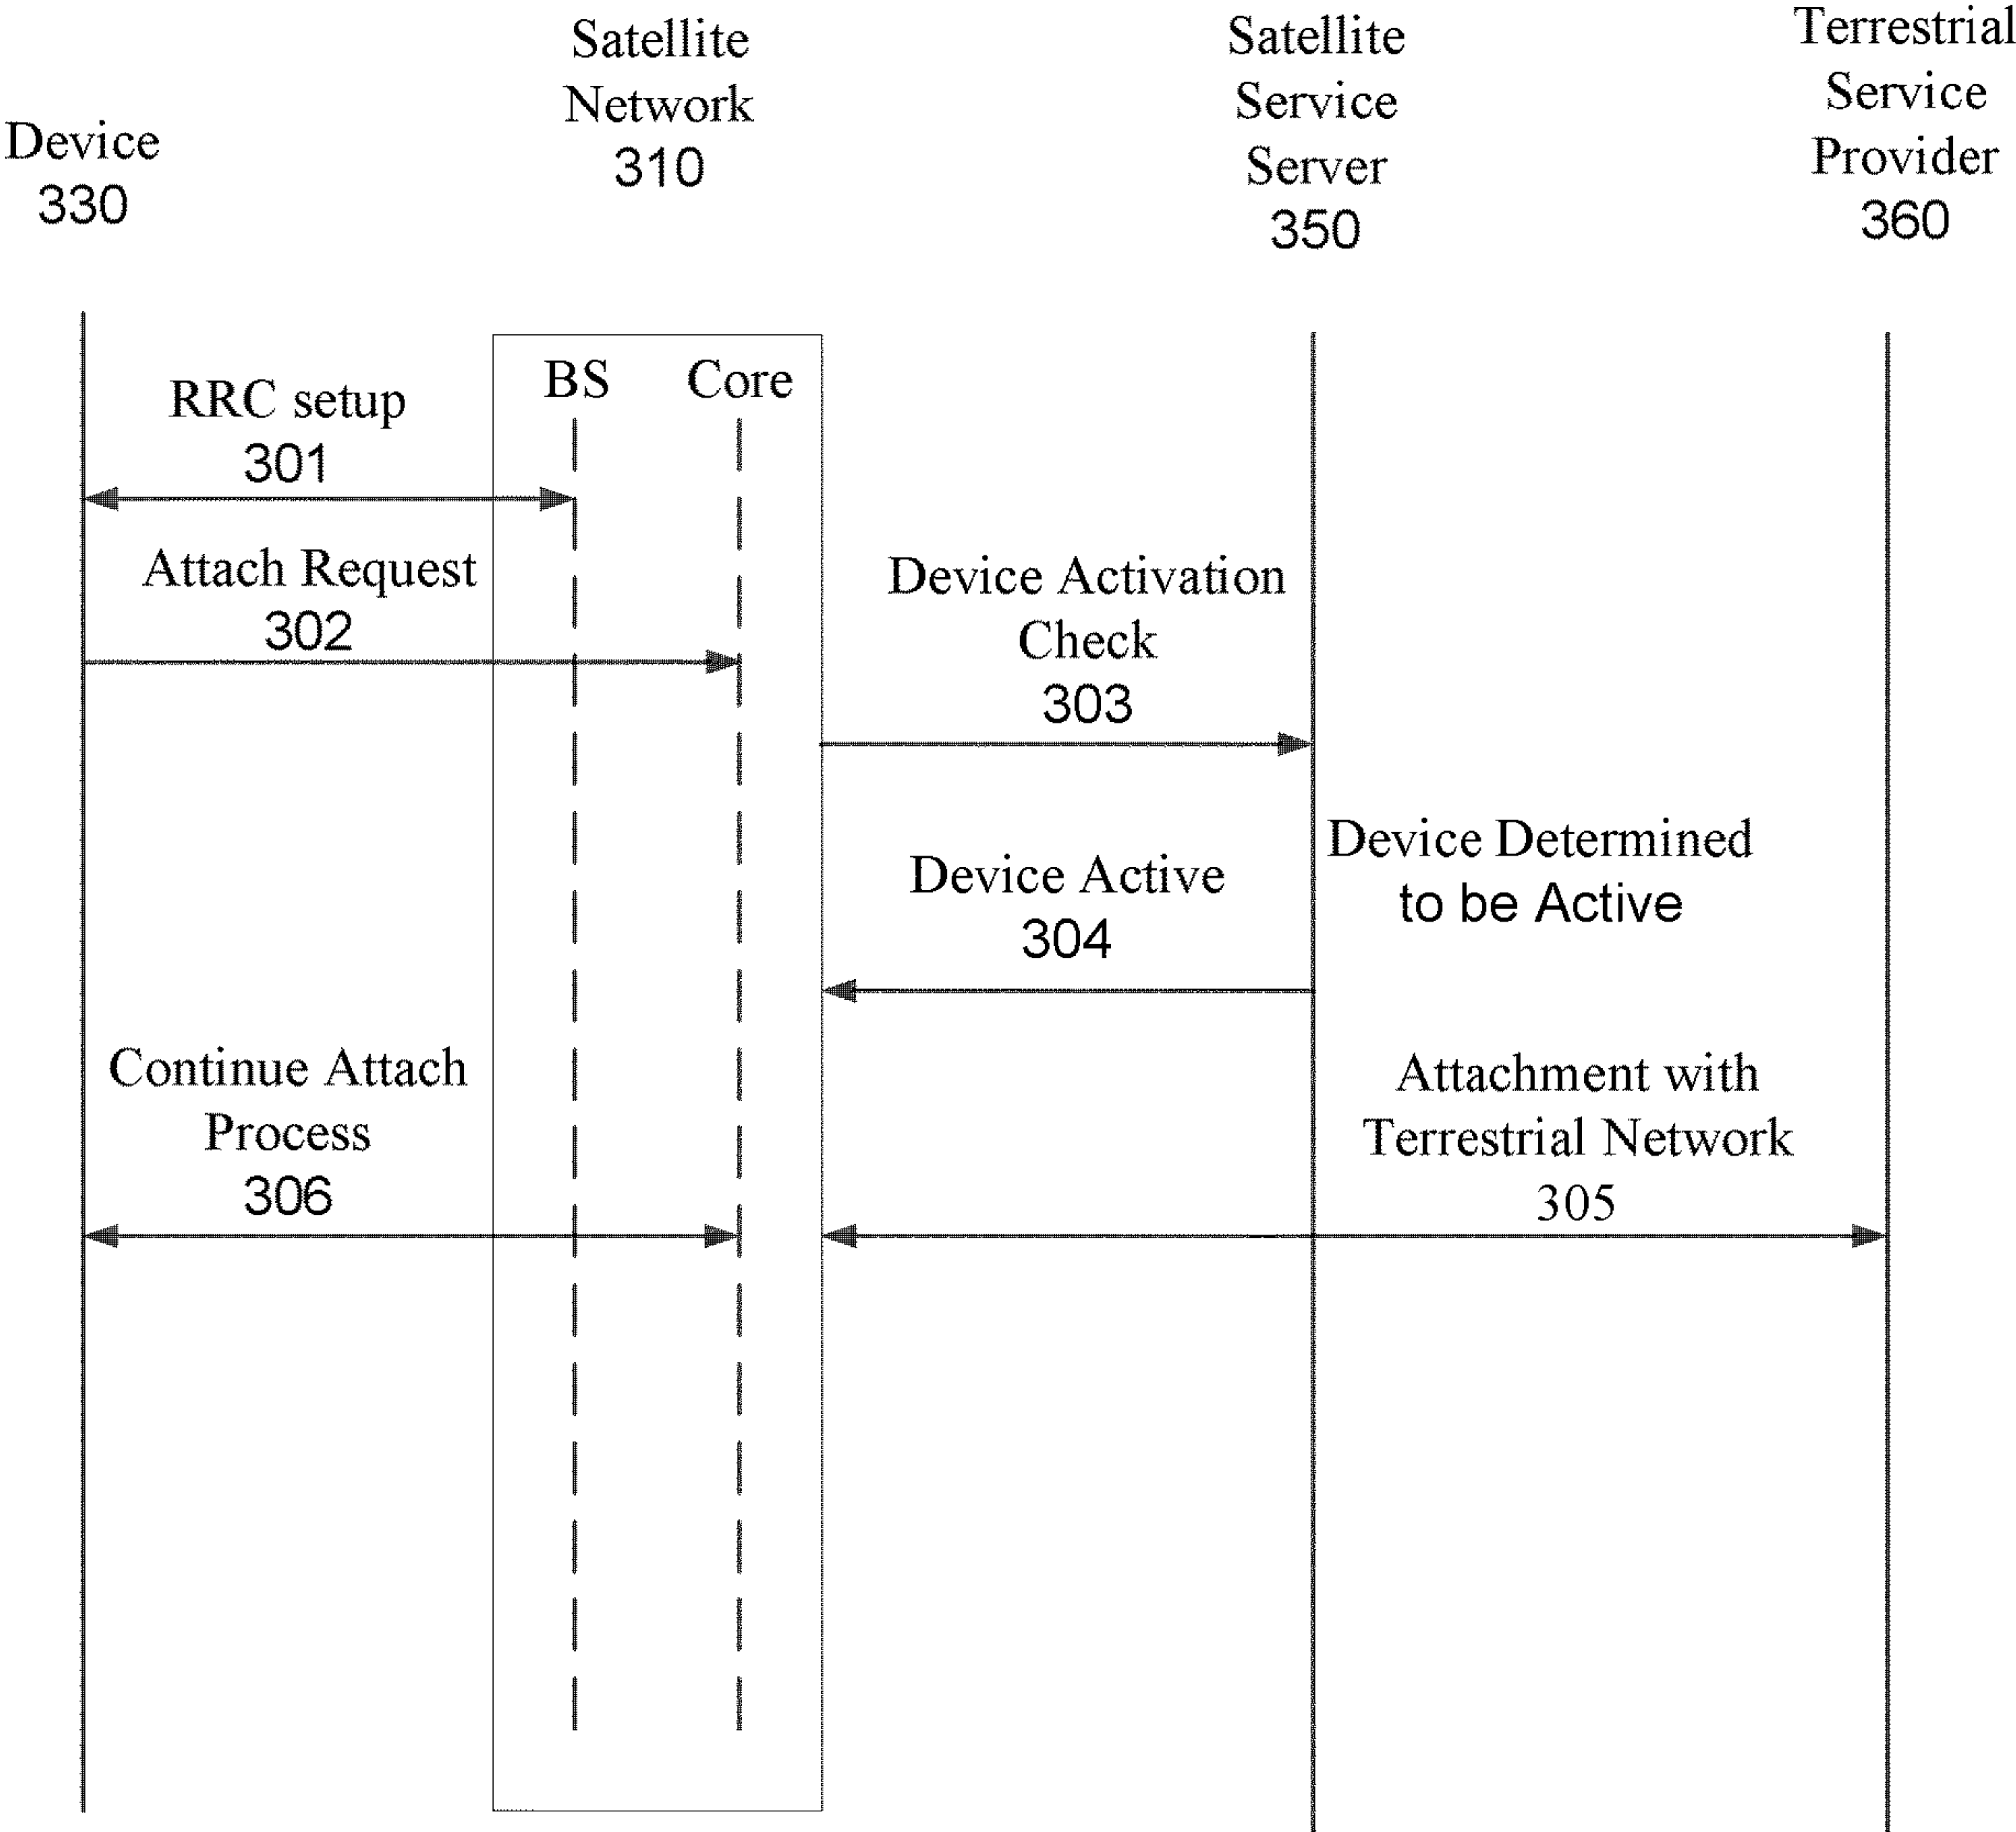 Device
330
Satellite
Network
310
Satellite
Service
Server
350
Terrestrial
Service
Provider
360
BS
Core
RRC setup
301
Attach Request
302
Device Activation
Check
303
Device Determined
to be Active
Device Active
304
Continue Attach
Process
306
Attachment with
Terrestrial Network
305